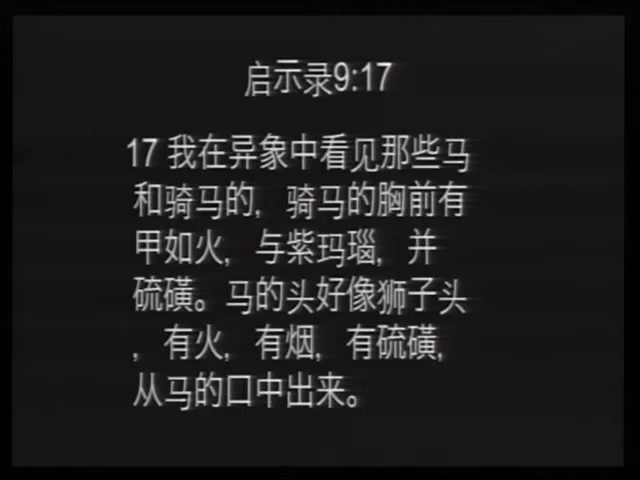 启示录9:17
17 我在异象中看见那些马
和骑马的, 骑马的胸前有
甲如火, 与紫玛瑙, 并
硫磺。马的头好像狮子头
, 有火, 有烟, 有硫磺,
从马的口中出来。